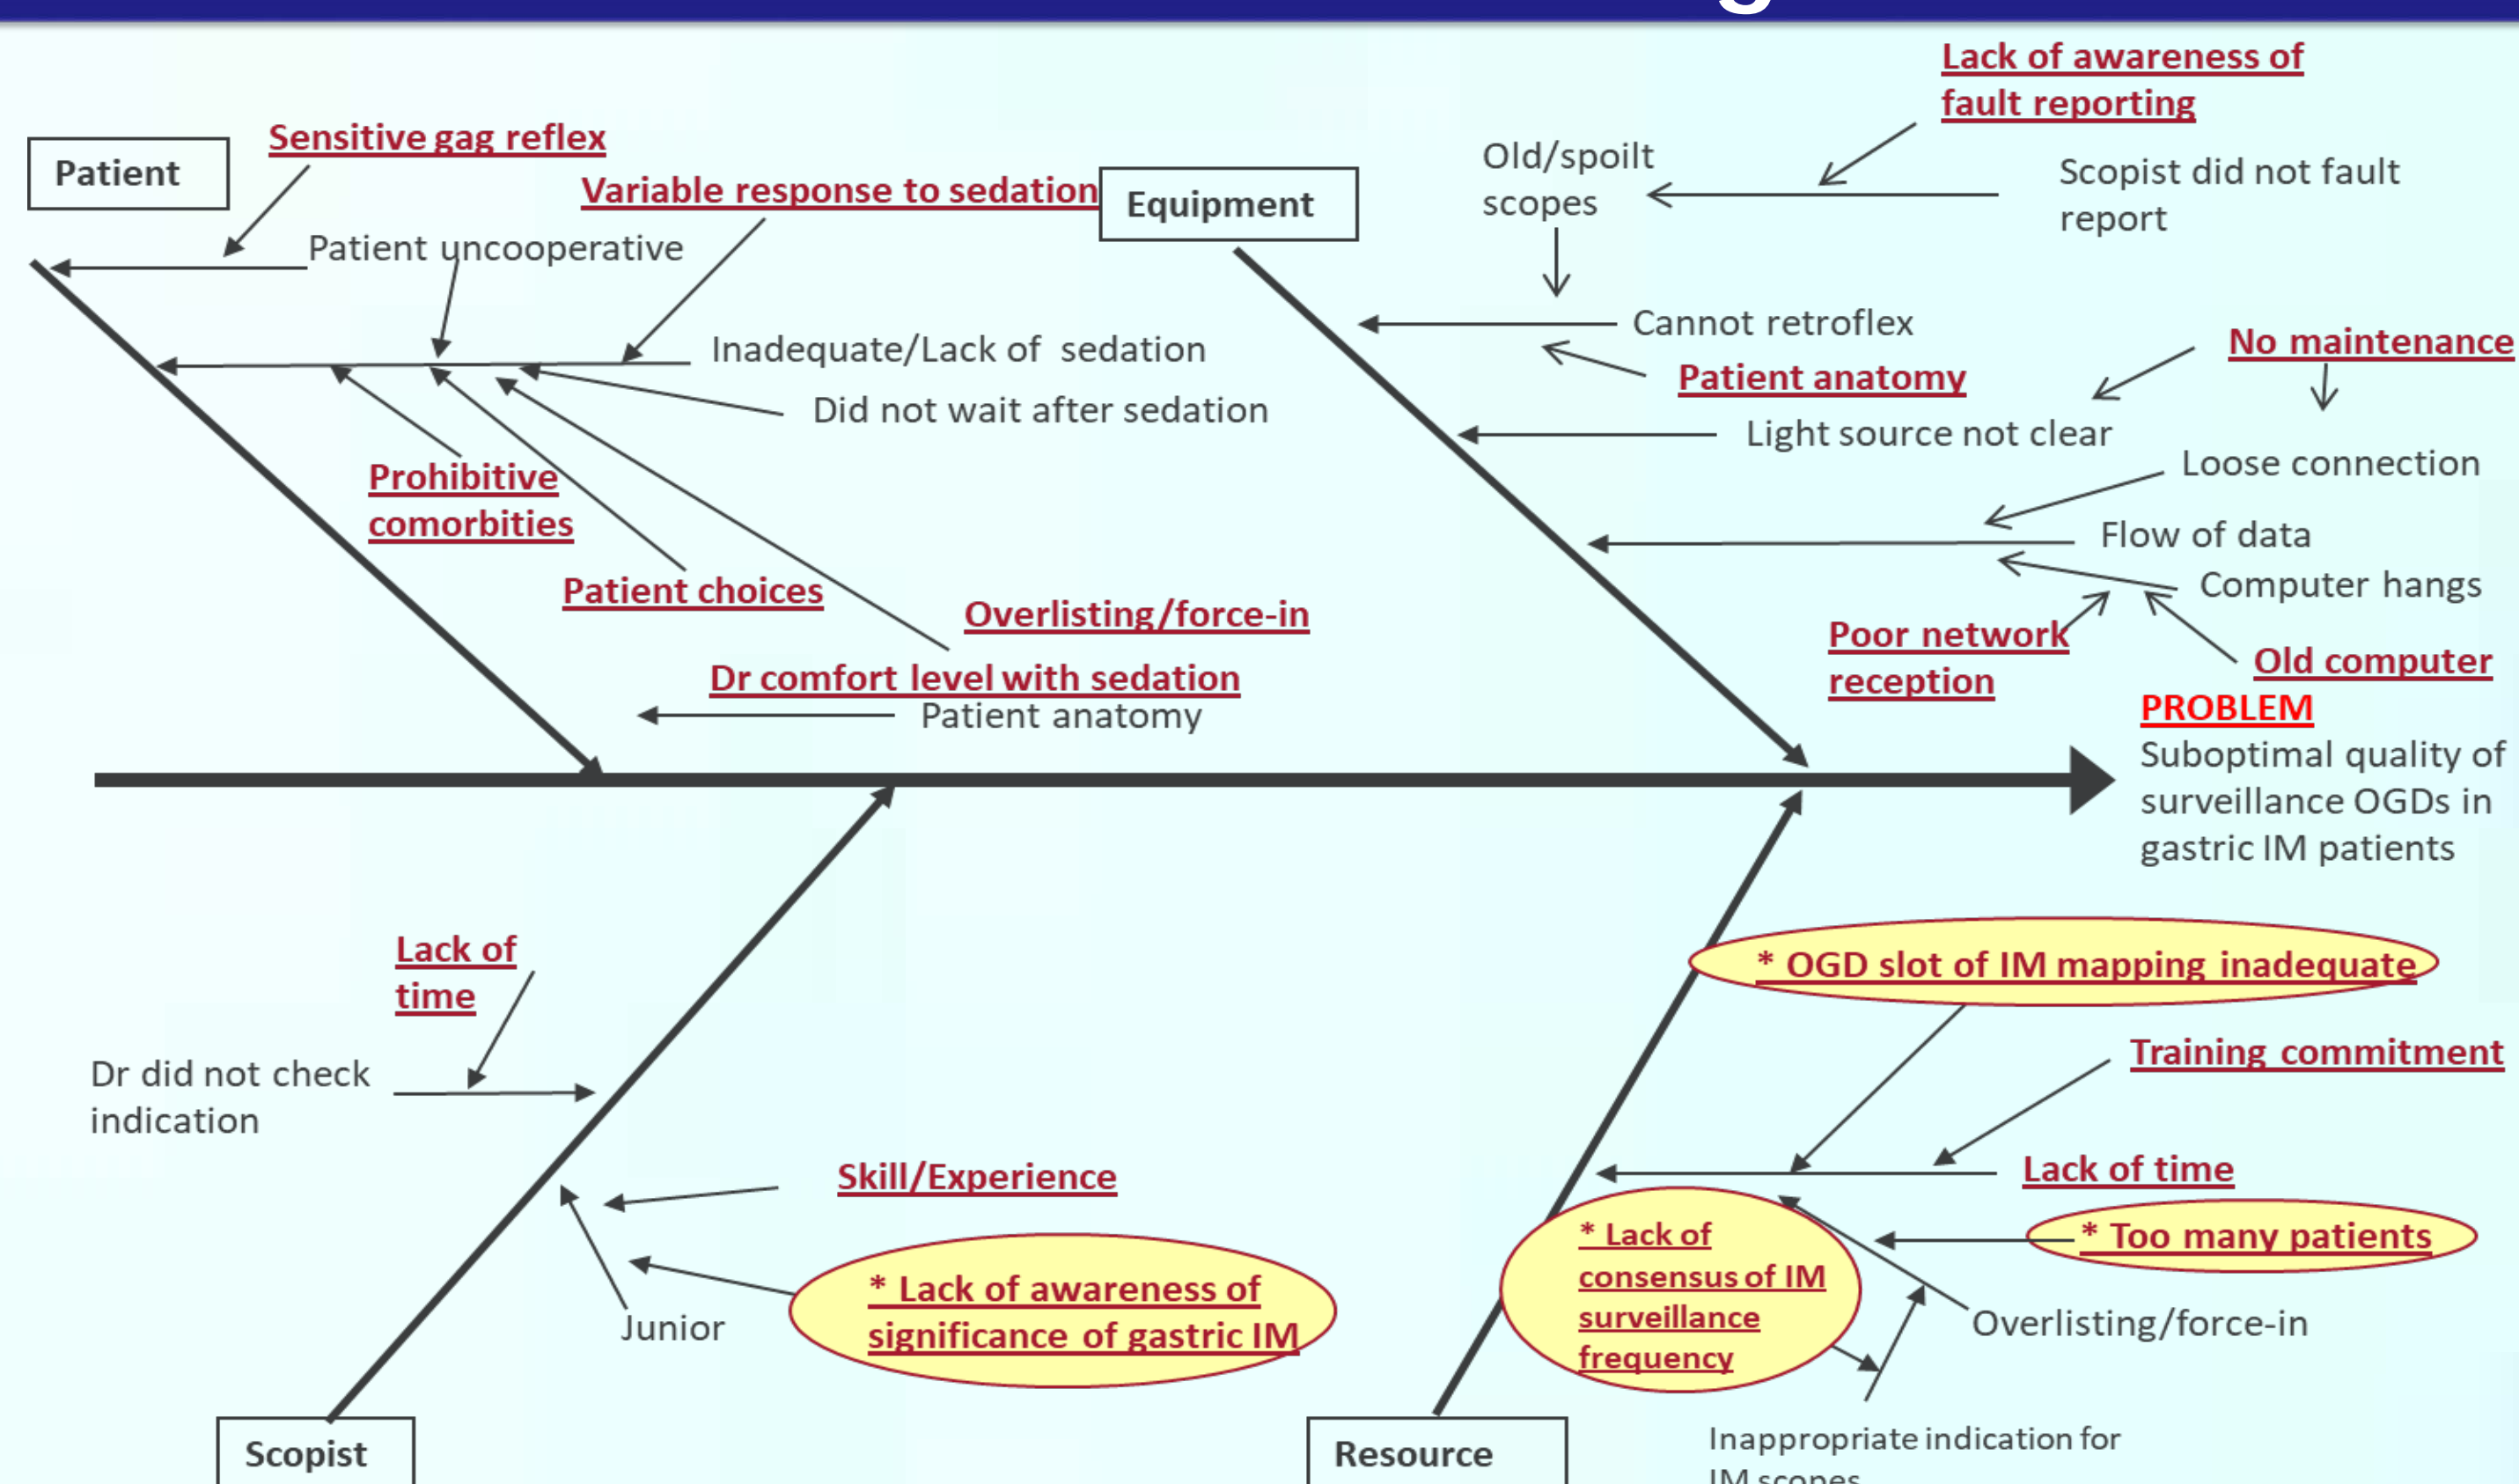 Patient
Sensitive gag reflex
Variable response to sedation
Patient uncooperative
Inadequate/Lack of sedation
Did not wait after sedation
Prohibitive
comorbities
Patient choices
Overlisting/force-in
Dr comfort level with sedation
Patient anatomy
Equipment
Lack of awareness of
fault reporting
Old/spoilt
scopes
Scopist did not fault
report
Cannot retroflex
Patient anatomy
No maintenance
Light source not clear
Loose connection
Flow of data
Computer hangs
Poor network
reception
Old computer
PROBLEM
Suboptimal quality of
surveillance OGDs in
gastric IM patients
Lack of
time
Dr did not check
indication
Skill/Experience
* Lack of awareness of
significance of gastric IM
Junior
Scopist
* OGD slot of IM mapping inadequate
Training commitment
Lack of time
* Too many patients
* Lack of
consensus of IM
surveillance
frequency
Overlisting/force-in
Inappropriate indication for
IM scopes
Resource